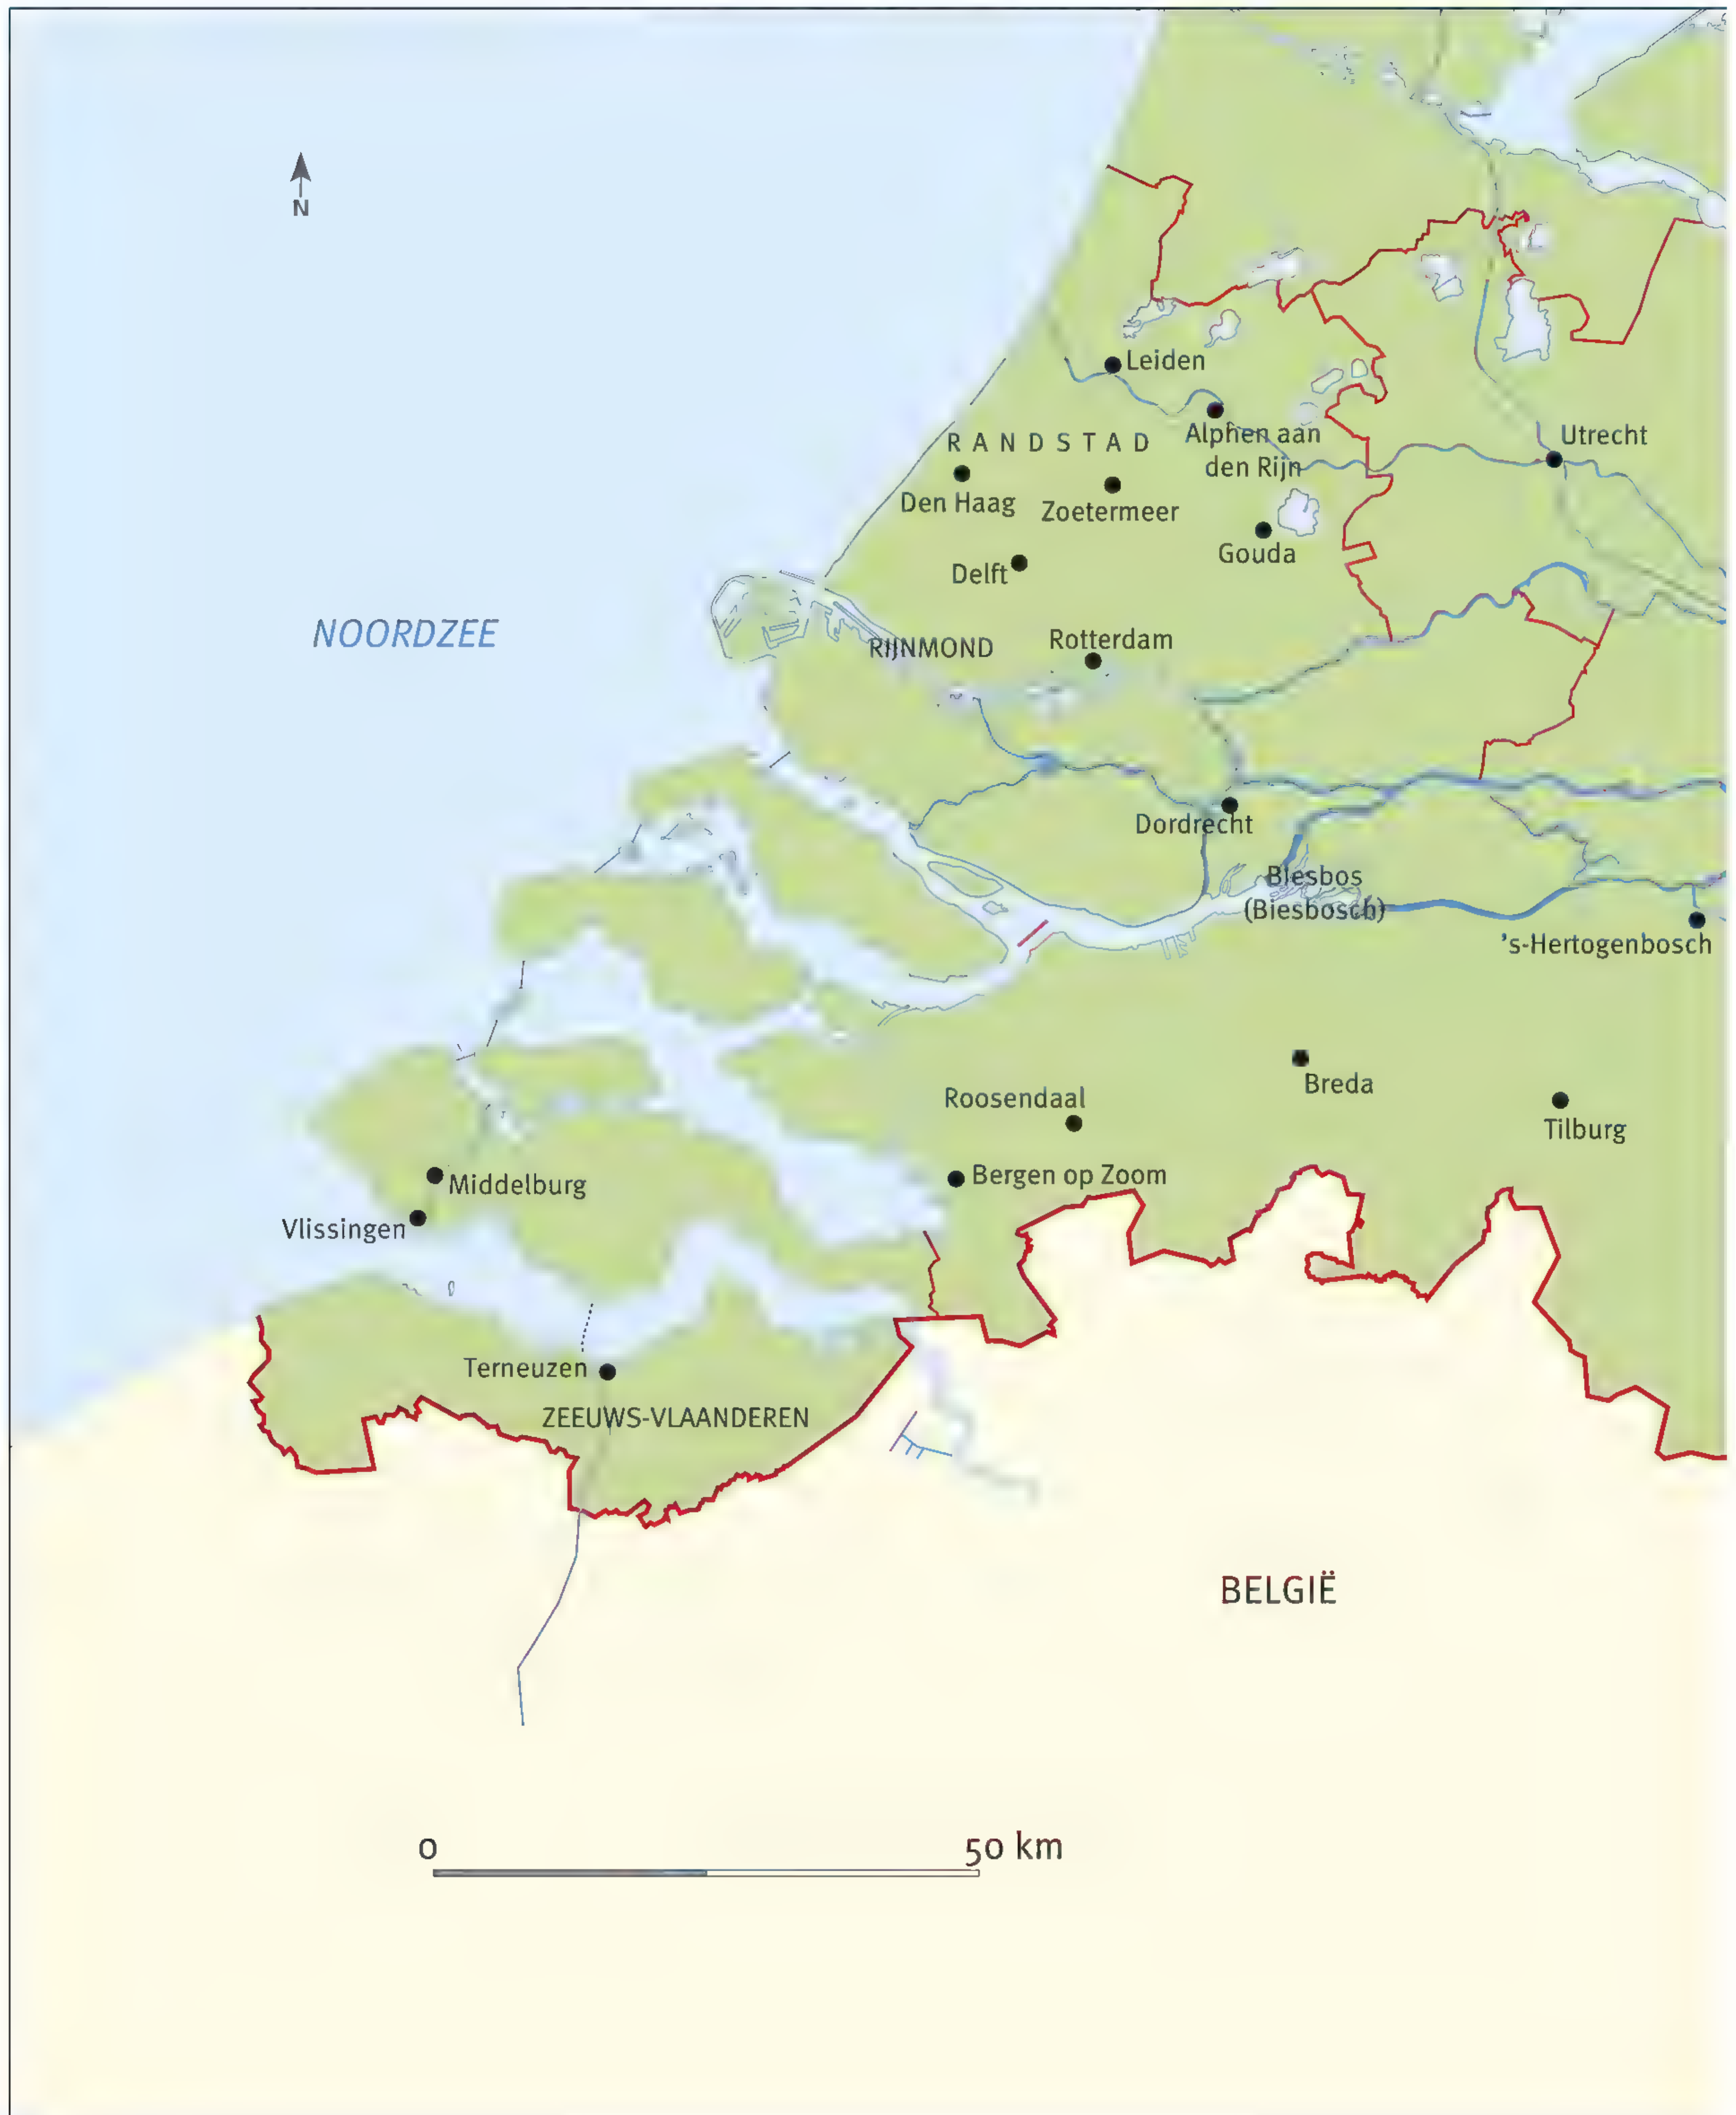 N
Leiden
RANDSTAD
Alphen aan
den Rijn
Utrecht
Den Haag
Zoetermeer
Gouda
Delft
NOORDZEE
RIJNMOND
Rotterdam
Dordrecht
Biesbos
(Biesbosch)
's-Hertogenbosch
Breda
Roosendaal
Tilburg
Bergen op Zoom
Middelburg
Vlissingen
Terneuzen
ZEEUWS-VLAANDEREN
BELGIË
0 50 km